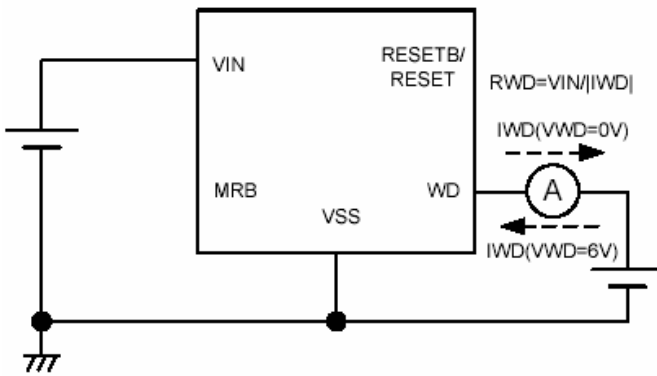 VIN
RESETB/
RESET
RWD=VIN/|IWD|
IWD(VWD=0V)
A
MRB
WD
VSS
IWD(VWD=6V)